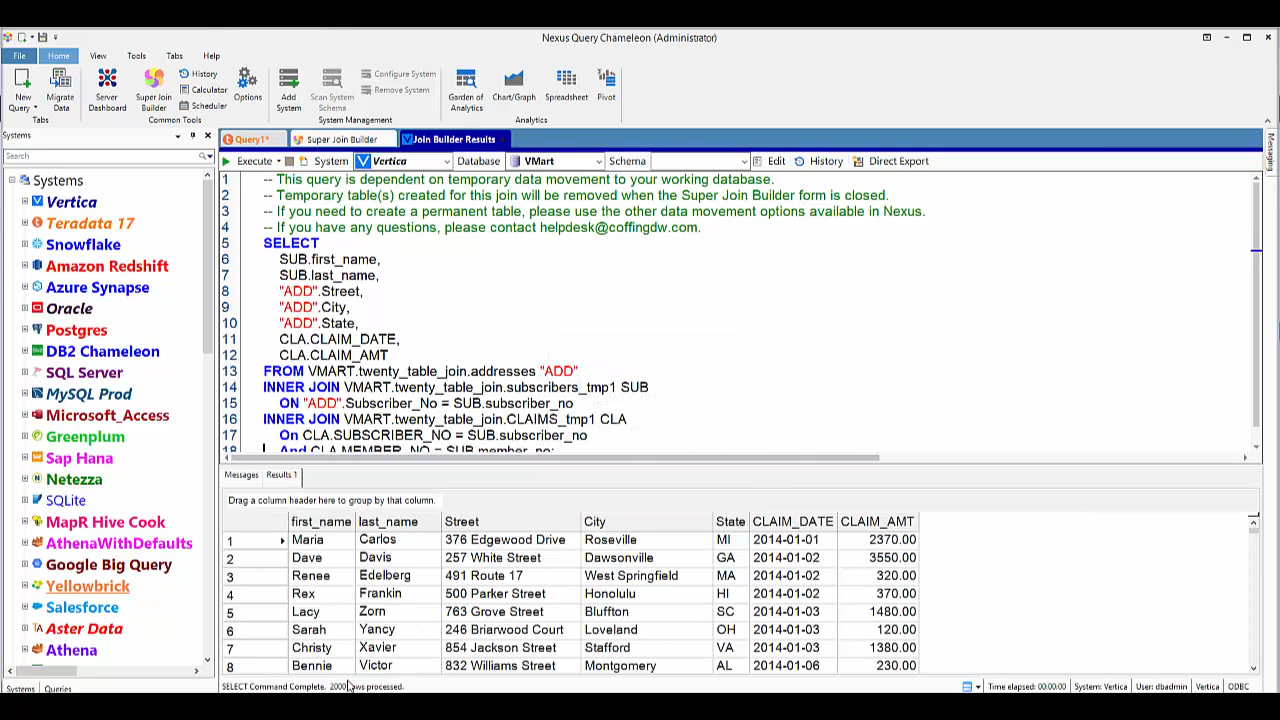 Nexus Query Chameleon (Administrator)
File Home View Tools Tabs Help
New Query
Migrate Data
Tabs
Server Dashboard
Super Join Builder
History
Calculator
Scheduler
Options
Common Tools
Add System
Scan System Schema
Configure System
Remove System
System Management
Garden of Analytics
Chart/Graph
Spreadsheet
Pivot
Analytics
Systems
Search
Systems
Vertica
Teradata 17
Snowflake
Amazon Redshift
Azure Synapse
Oracle
Postgres
DB2 Chameleon
SQL Server
MySQL Prod
Microsoft_Access
Greenplum
Sap Hana
Netezza
SQLite
MapR Hive Cook
AthenaWithDefaults
Google Big Query
Yellowbrick
Salesforce
Aster Data
Athena
Systems Queries
Query1* Super Join Builder Join Builder Results
Execute System Vertica Database VMart Schema Edit History Direct Export
1 -- This query is dependent on temporary data movement to your working database.
2 -- Temporary table(s) created for this join will be removed when the Super Join Builder form is closed.
3 -- If you need to create a permanent table, please use the other data movement options available in Nexus.
4 -- If you have any questions, please contact helpdesk@coffingdw.com.
5 SELECT
6 SUB.first_name,
7 SUB.last_name,
8 "ADD".Street,
9 "ADD".City,
10 "ADD".State,
11 CLA.CLAIM_DATE,
12 CLA.CLAIM_AMT
13 FROM VMART.twenty_table_join.addresses "ADD"
14 INNER JOIN VMART.twenty_table_join.subscribers_tmp1 SUB
15 ON "ADD".Subscriber_No = SUB.subscriber_no
16 INNER JOIN VMART.twenty_table_join.CLAIMS_tmp1 CLA
17 On CLA.SUBSCRIBER_NO = SUB.subscriber_no
18 And CLA.MEMBER_NO = SUB.member_no;
Messaging
Messages Results 1
Drag a column header here to group by that column.
first_name last_name Street City State CLAIM_DATE CLAIM_AMT
1 Maria Carlos 376 Edgewood Drive Roseville MI 2014-01-01 2370.00
2 Dave Davis 257 White Street Dawsonville GA 2014-01-02 3550.00
3 Renee Edelberg 491 Route 17 West Springfield MA 2014-01-02 320.00
4 Rex Frankin 500 Parker Street Honolulu HI 2014-01-02 370.00
5 Lacy Zorn 763 Grove Street Bluffton SC 2014-01-03 1480.00
6 Sarah Yancy 246 Briarwood Court Loveland OH 2014-01-03 120.00
7 Christy Xavier 854 Jackson Street Stafford VA 2014-01-03 1380.00
8 Bennie Victor 832 Williams Street Montgomery AL 2014-01-06 230.00
SELECT Command Complete. processed. Time elapsed: 00:00:00 System: Vertica User: dbadmin Vertica ODBC